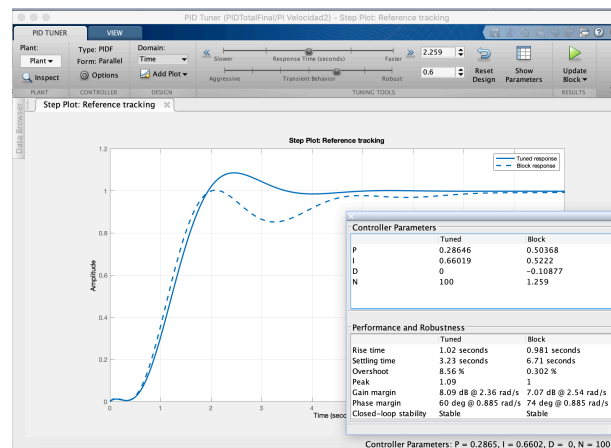 PID Tuner (PIDTotalFinal/PI Velocidad2) - Step Plot: Reference tracking
PID TUNER VIEW
Plant: Type: PIDF Domain: 2.259
Plant Form: Parallel Time Slower Response Time (seconds) Faster
Inspect Options Add Plot Aggressive Transient Behavior Robust 0.6 Reset Design Show Parameters Update Block
PLANT CONTROLLER DESIGN TUNING TOOLS RESULTS
Data Browser
Step Plot: Reference tracking
Step Plot: Reference tracking
Tuned response
Block response
1.2
1
0.8
0.6
0.4
0.2
0
Amplitude
0 1 2 3 4
Time (seco
Controller Parameters
Tuned Block
P 0.28646 0.50368
I 0.66019 0.5222
D 0 -0.10877
N 100 1.259
Performance and Robustness
Tuned Block
Rise time 1.02 seconds 0.981 seconds
Settling time 3.23 seconds 6.71 seconds
Overshoot 8.56 % 0.302 %
Peak 1.09 1
Gain margin 8.09 dB @ 2.36 rad/s 7.07 dB @ 2.54 rad/s
Phase margin 60 deg @ 0.885 rad/s 74 deg @ 0.885 rad/s
Closed-loop stability Stable Stable
Controller Parameters: P = 0.2865, I = 0.6602, D = 0, N = 100